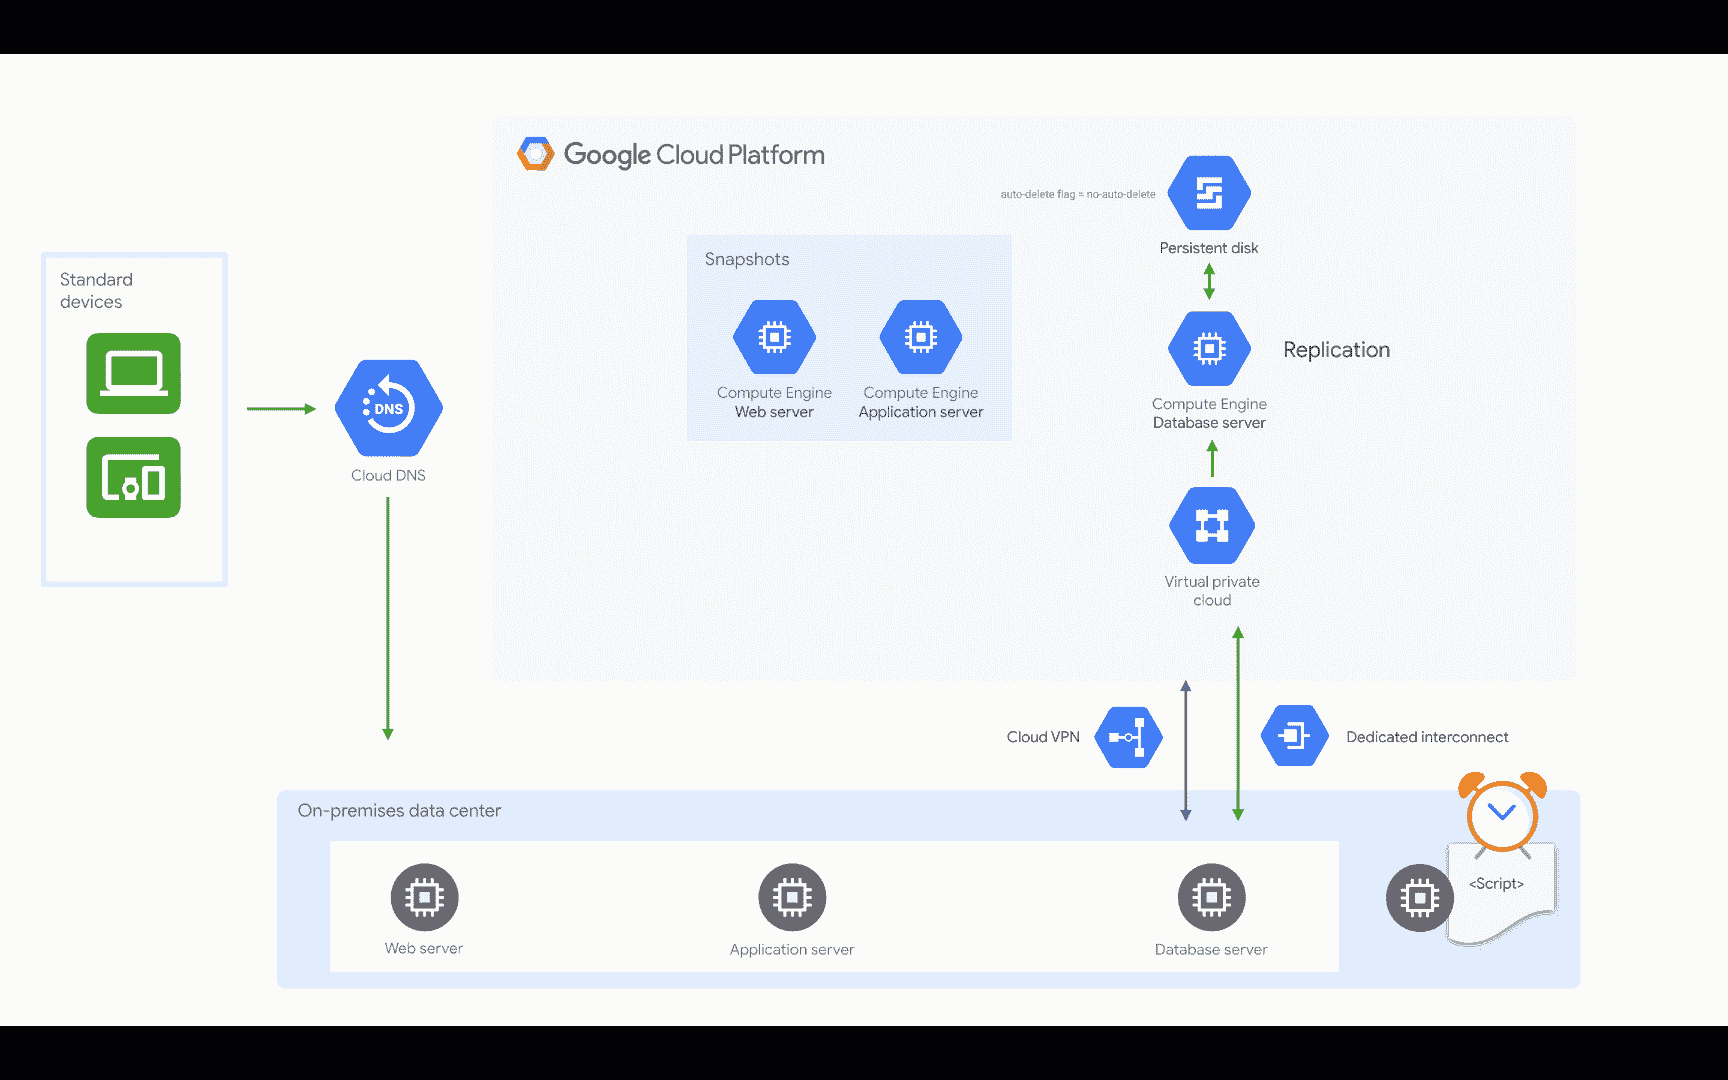 Google Cloud Platform
auto-delete flag = no-auto-delete
Persistent disk
Snapshots
Standard
devices
Compute Engine
Web server
Compute Engine
Application server
Compute Engine
Database server
Replication
DNS
Cloud DNS
Virtual private
cloud
Cloud VPN
Dedicated interconnect
On-premises data center
Web server
Application server
Database server
<Script>